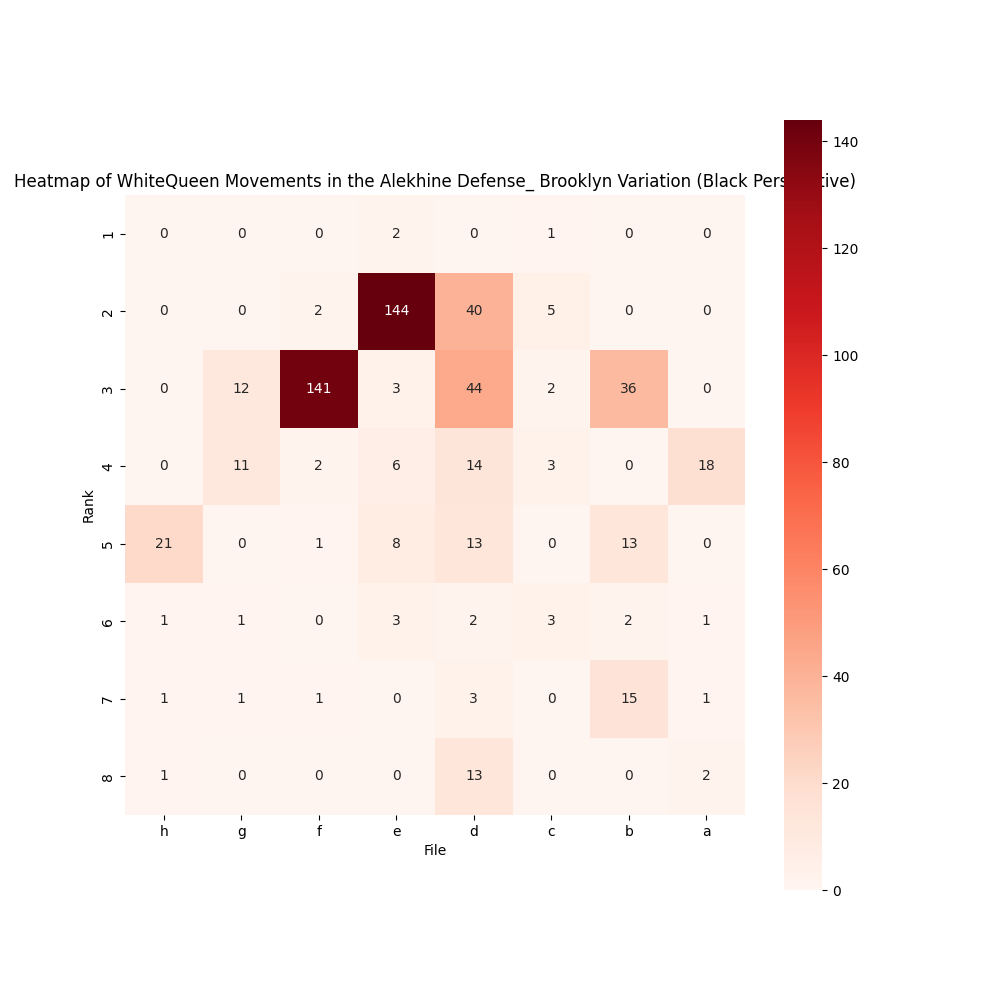 Heatmap of WhiteQueen Movements in the Alekhine Defense_ Brooklyn Variation (Black Perspective)
1 0 0 0 2 0 1 0 0
2 0 0 2 144 40 5 0 0
3 0 12 141 3 44 2 36 0
4 0 11 2 6 14 3 0 18
5 21 0 1 8 13 0 13 0
6 1 1 0 3 2 3 2 1
7 1 1 1 0 3 0 15 1
8 1 0 0 0 13 0 0 2
h g f e d c b a
File
Rank
140
120
100
80
60
40
20
0